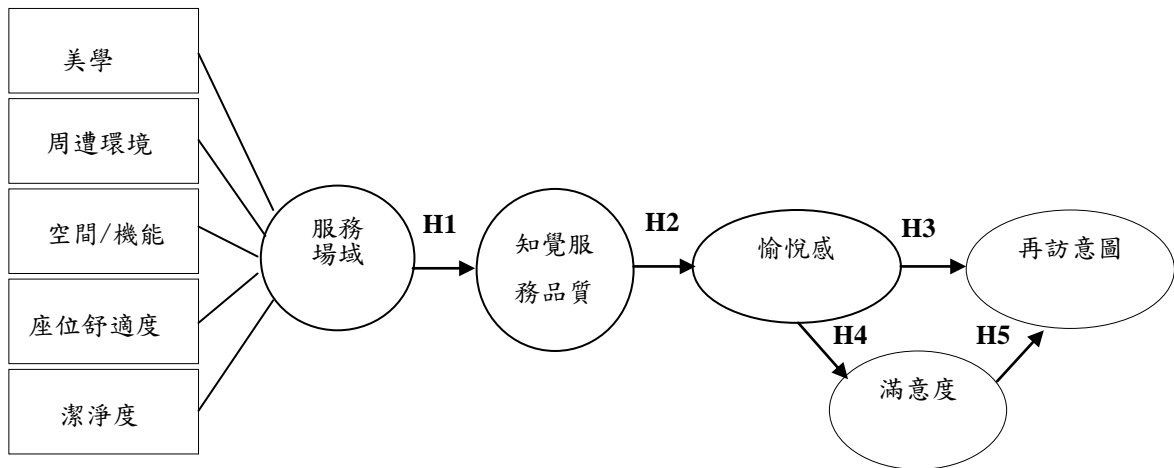 美學
周遭環境
空間/機能
座位舒適度
潔淨度
服務
場域
H1
知覺服
務品質
H2
愉悅感
H3
再訪意圖
H4
滿意度
H5